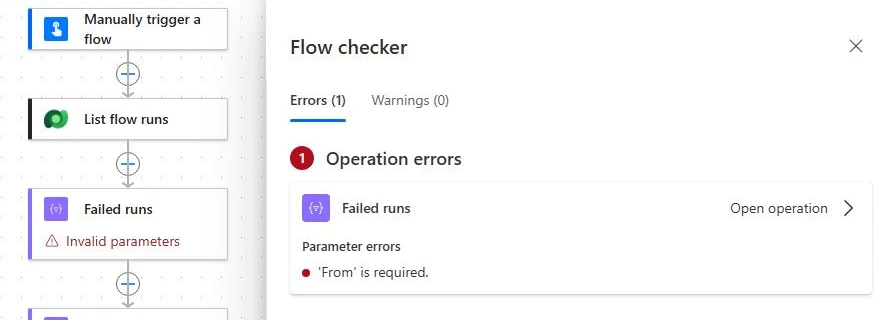 Manually trigger a
flow
List flow runs
Failed runs
Invalid parameters
Flow checker
Errors (1)
Warnings (0)
1 Operation errors
Failed runs
Open operation
Parameter errors
'From' is required.